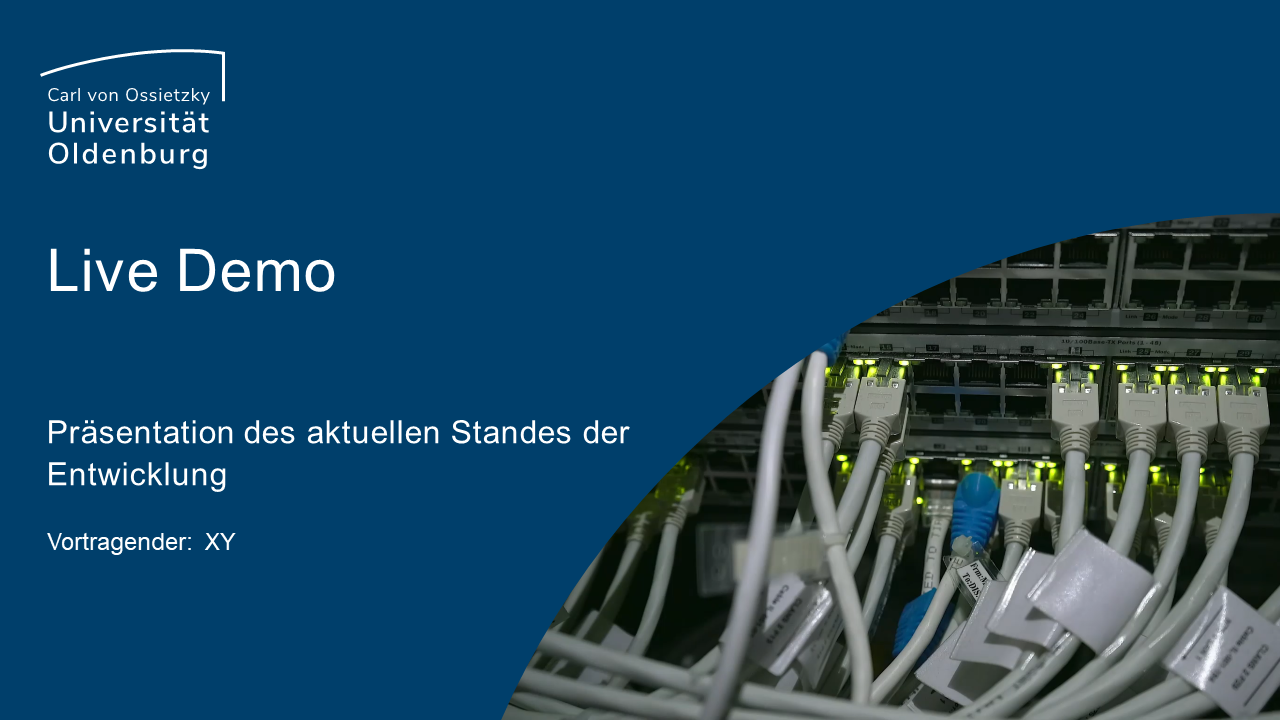 Carl von Ossietzky
Universität
Oldenburg
Live Demo
Präsentation des aktuellen Standes der
Entwicklung
Vortragender: XY